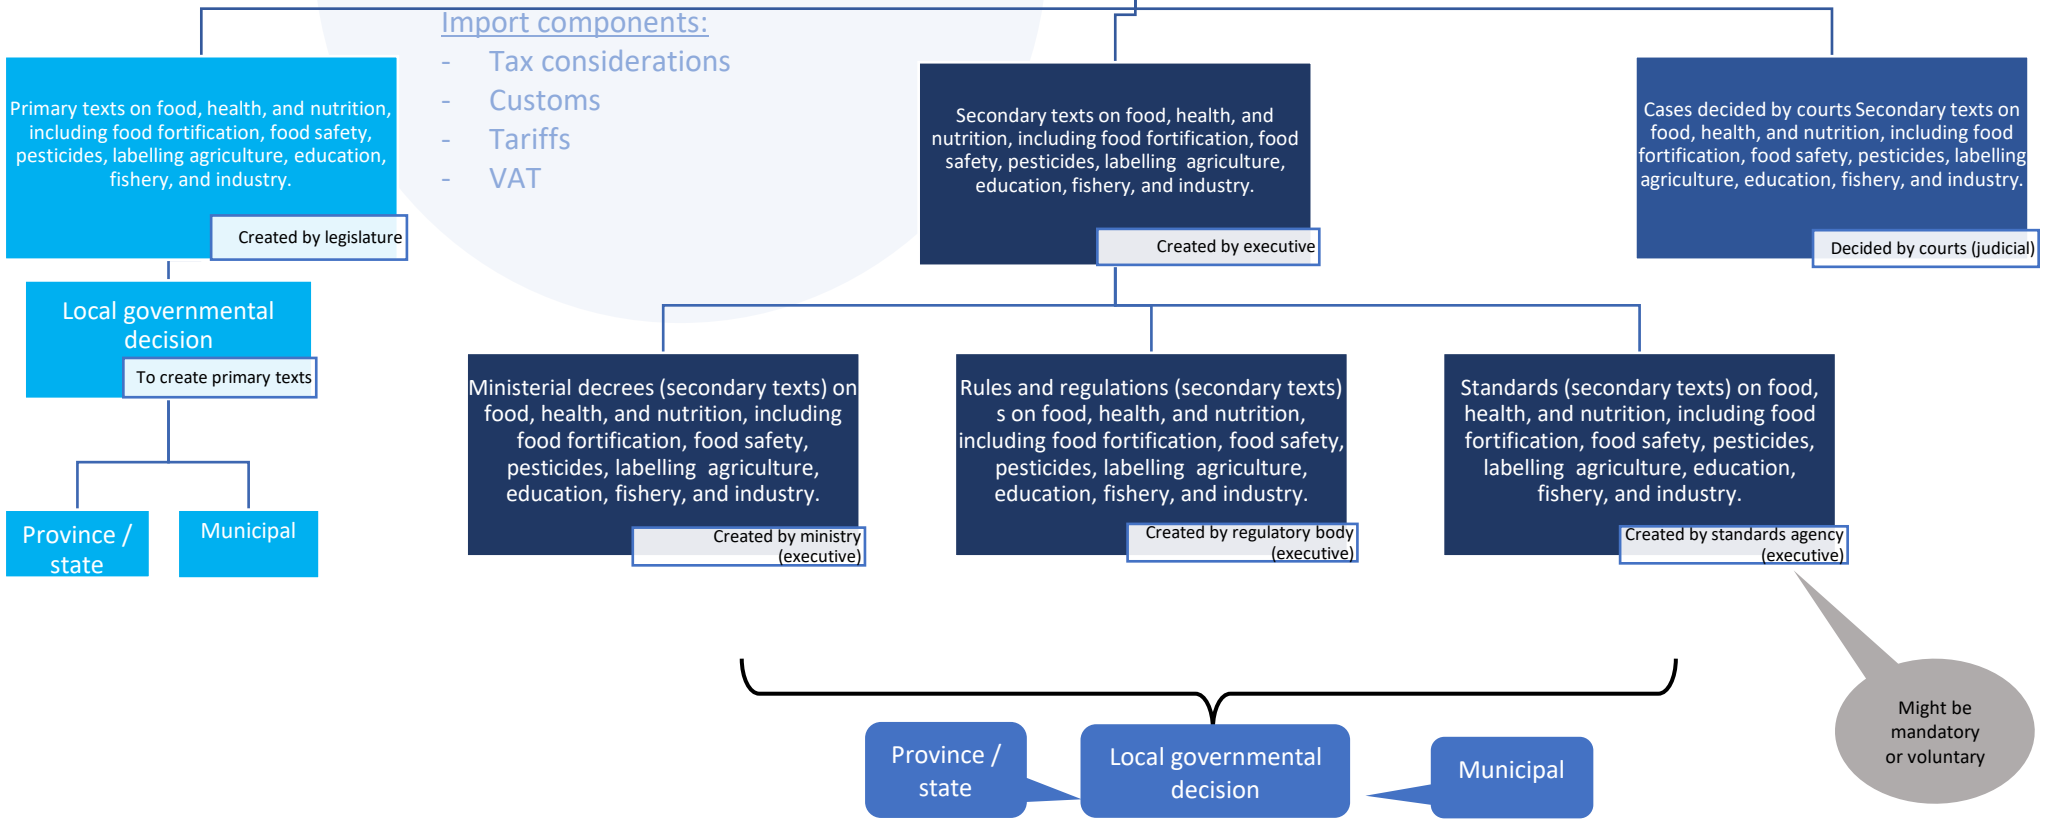 Import components:
- Tax considerations
- Customs
- Tariffs
- VAT
Primary texts on food, health, and nutrition,
including food fortification, food safety,
pesticides, labelling agriculture, education,
fishery, and industry.
Created by legislature
Secondary texts on food, health, and
nutrition, including food fortification, food
safety, pesticides, labelling agriculture,
education, fishery, and industry.
Created by executive
Cases decided by courts Secondary texts on
food, health, and nutrition, including food
fortification, food safety, pesticides, labelling
agriculture, education, fishery, and industry.
Decided by courts (judicial)
Local governmental
decision
To create primary texts
Province /
state
Municipal
Ministerial decrees (secondary texts) on
food, health, and nutrition, including
food fortification, food safety,
pesticides, labelling agriculture,
education, fishery, and industry.
Created by ministry
(executive)
Rules and regulations (secondary texts)
s on food, health, and nutrition,
including food fortification, food safety,
pesticides, labelling agriculture,
education, fishery, and industry.
Created by regulatory body
(executive)
Standards (secondary texts) on food,
health, and nutrition, including food
fortification, food safety, pesticides,
labelling agriculture, education,
fishery, and industry.
Created by standards agency
(executive)
Might be
mandatory
or voluntary
Province /
state
Local governmental
decision
Municipal